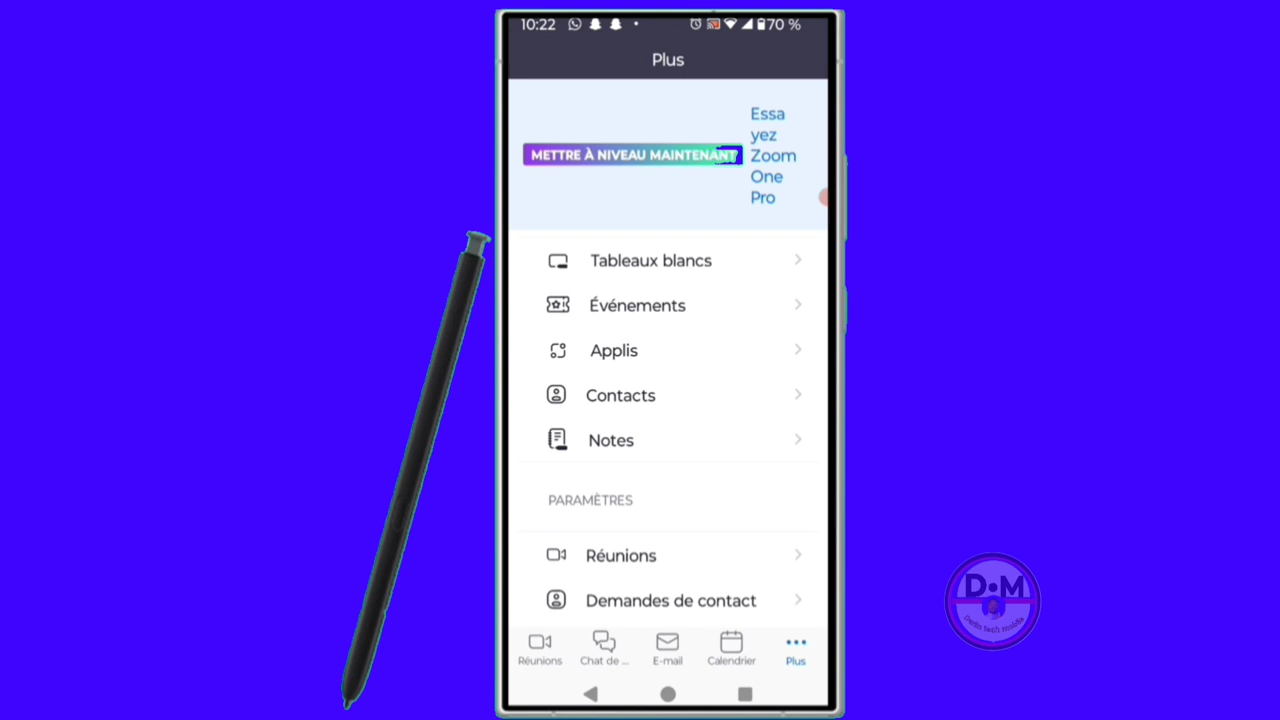 10:22
70 %
Plus
METTRE À NIVEAU MAINTENANT
Essa
yez
Zoom
One
Pro
Tableaux blancs
Événements
Applis
Contacts
Notes
PARAMÈTRES
Réunions
Demandes de contact
Réunions
Chat de ...
E-mail
Calendrier
Plus
D•M